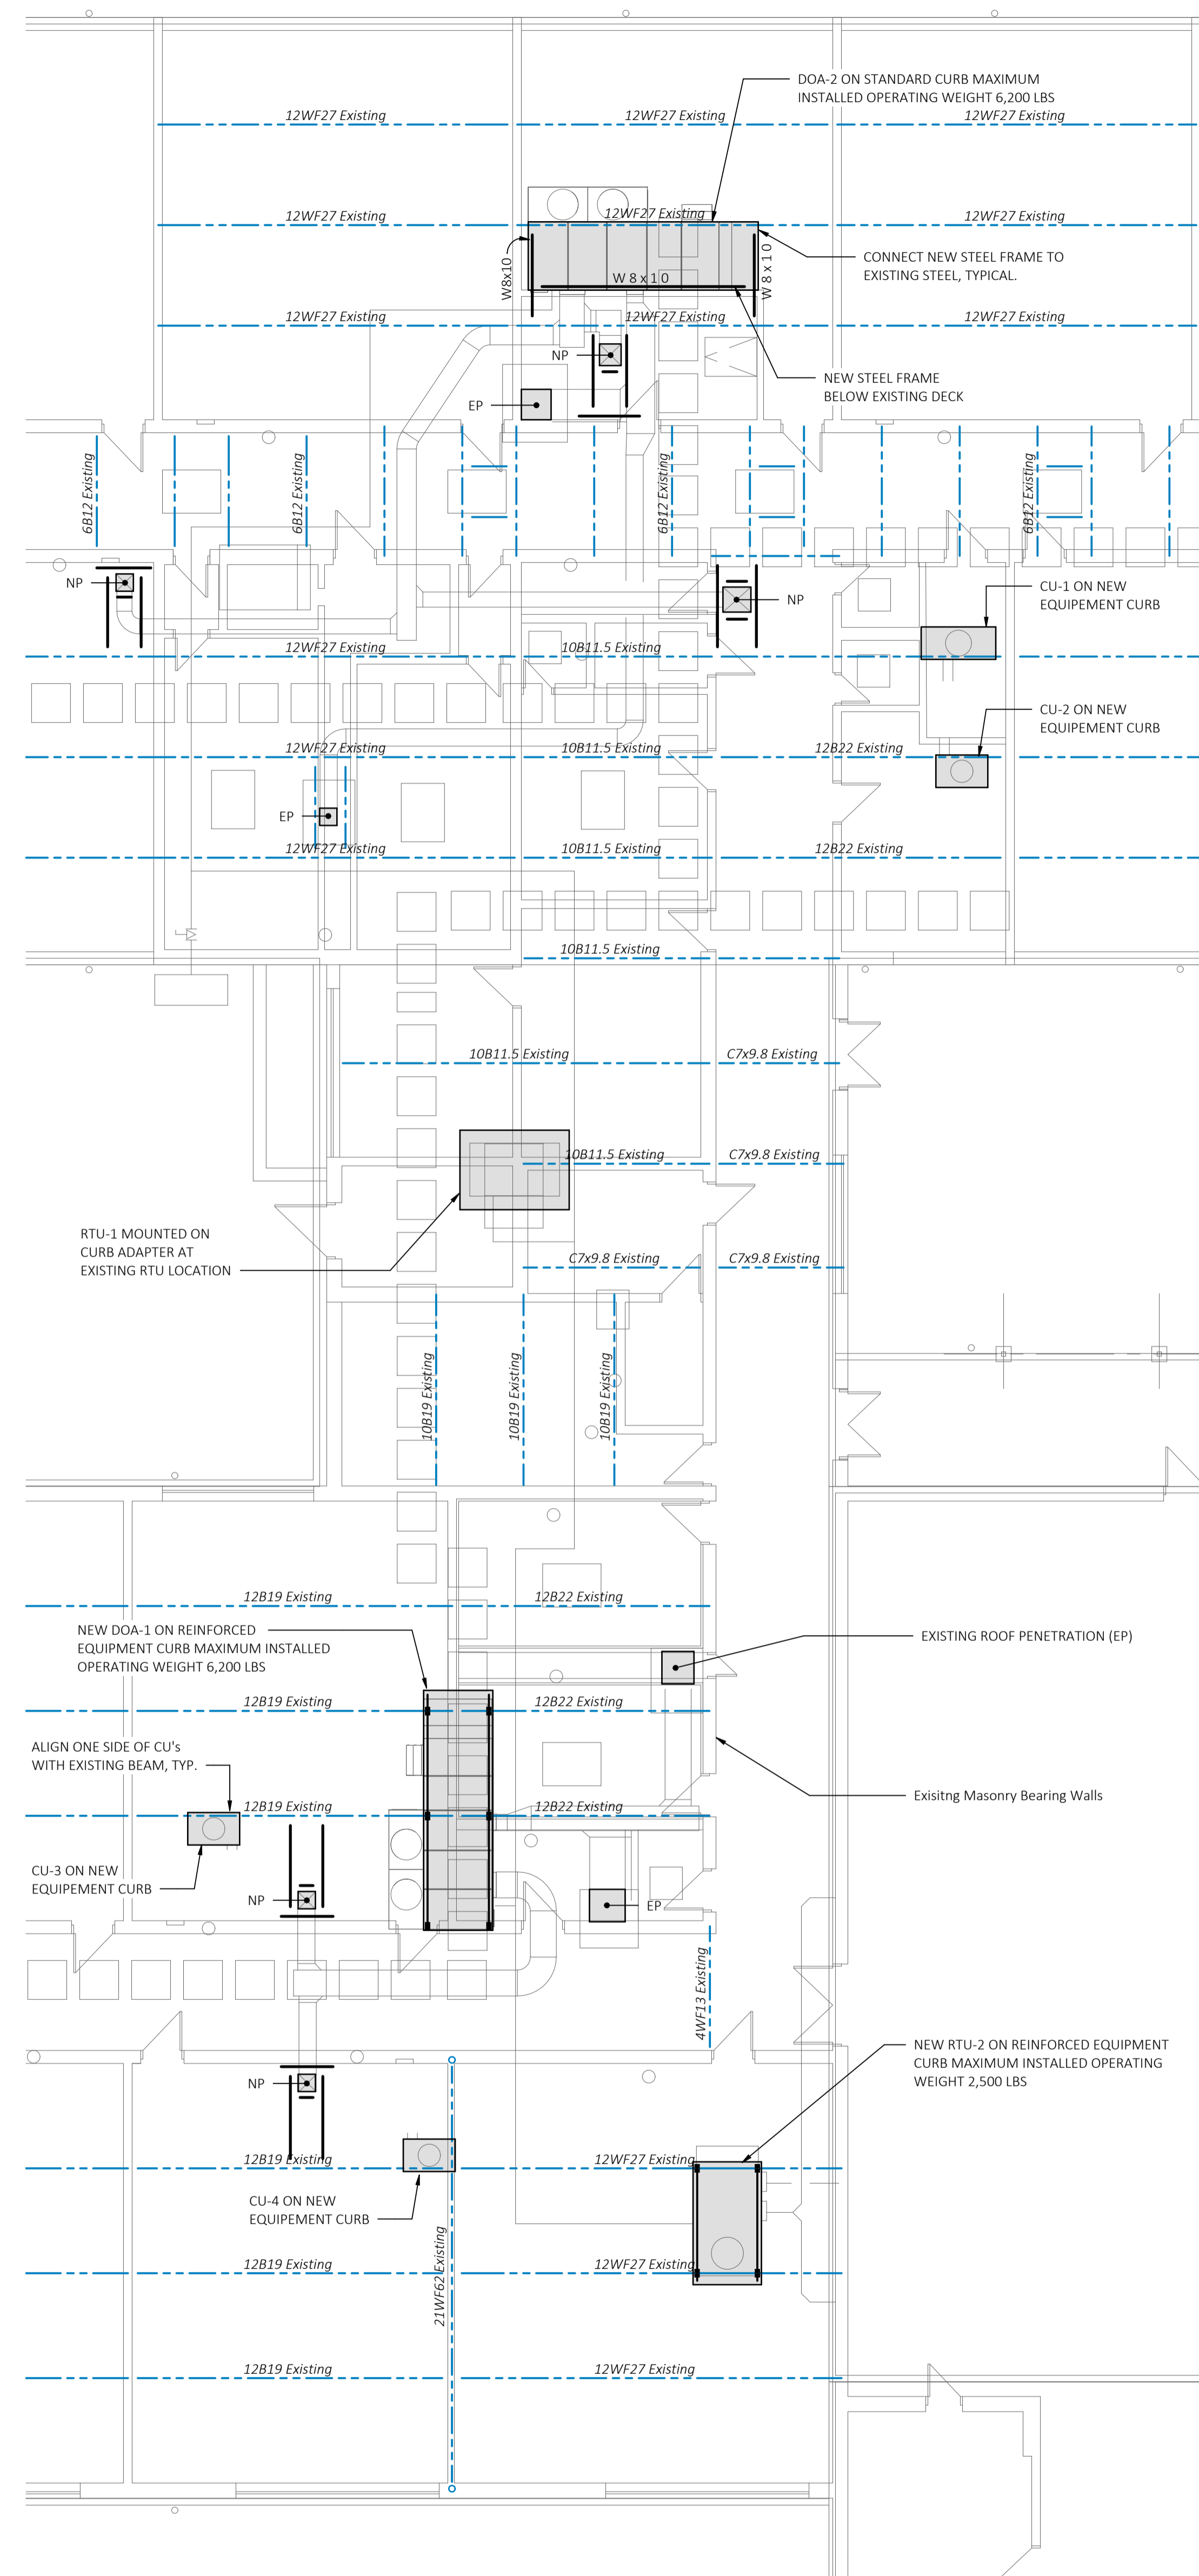 DOA-2 ON STANDARD CURB MAXIMUM
INSTALLED OPERATING WEIGHT 6,200 LBS
12WF27 Existing
12WF27 Existing
12WF27 Existing
12WF27 Existing
12WF27 Existing
12WF27 Existing
CONNECT NEW STEEL FRAME TO
EXISTING STEEL, TYPICAL.
W8x10
W8x10
W8x10
12WF27 Existing
12WF27 Existing
12WF27 Existing
NP
NEW STEEL FRAME
BELOW EXISTING DECK
EP
6B12 Existing
6B12 Existing
6B12 Existing
6B12 Existing
NP
NP
CU-1 ON NEW
EQUIPEMENT CURB
12WF27 Existing
10B11.5 Existing
CU-2 ON NEW
EQUIPEMENT CURB
12WF27 Existing
10B11.5 Existing
12B22 Existing
EP
12WF27 Existing
10B11.5 Existing
12B22 Existing
10B11.5 Existing
10B11.5 Existing
C7x9.8 Existing
10B11.5 Existing
C7x9.8 Existing
RTU-1 MOUNTED ON
CURB ADAPTER AT
EXISTING RTU LOCATION
C7x9.8 Existing
C7x9.8 Existing
10B19 Existing
10B19 Existing
10B19 Existing
12B19 Existing
12B22 Existing
NEW DOA-1 ON REINFORCED
EQUIPMENT CURB MAXIMUM INSTALLED
OPERATING WEIGHT 6,200 LBS
EXISTING ROOF PENETRATION (EP)
12B19 Existing
12B22 Existing
ALIGN ONE SIDE OF CU's
WITH EXISTING BEAM, TYP.
Exisitng Masonry Bearing Walls
12B19 Existing
12B22 Existing
CU-3 ON NEW
EQUIPEMENT CURB
NP
EP
4WF13 Existing
NEW RTU-2 ON REINFORCED EQUIPMENT
CURB MAXIMUM INSTALLED OPERATING
WEIGHT 2,500 LBS
NP
12B19 Existing
12WF27 Existing
CU-4 ON NEW
EQUIPEMENT CURB
21WF62 Existing
12B19 Existing
12WF27 Existing
12B19 Existing
12WF27 Existing